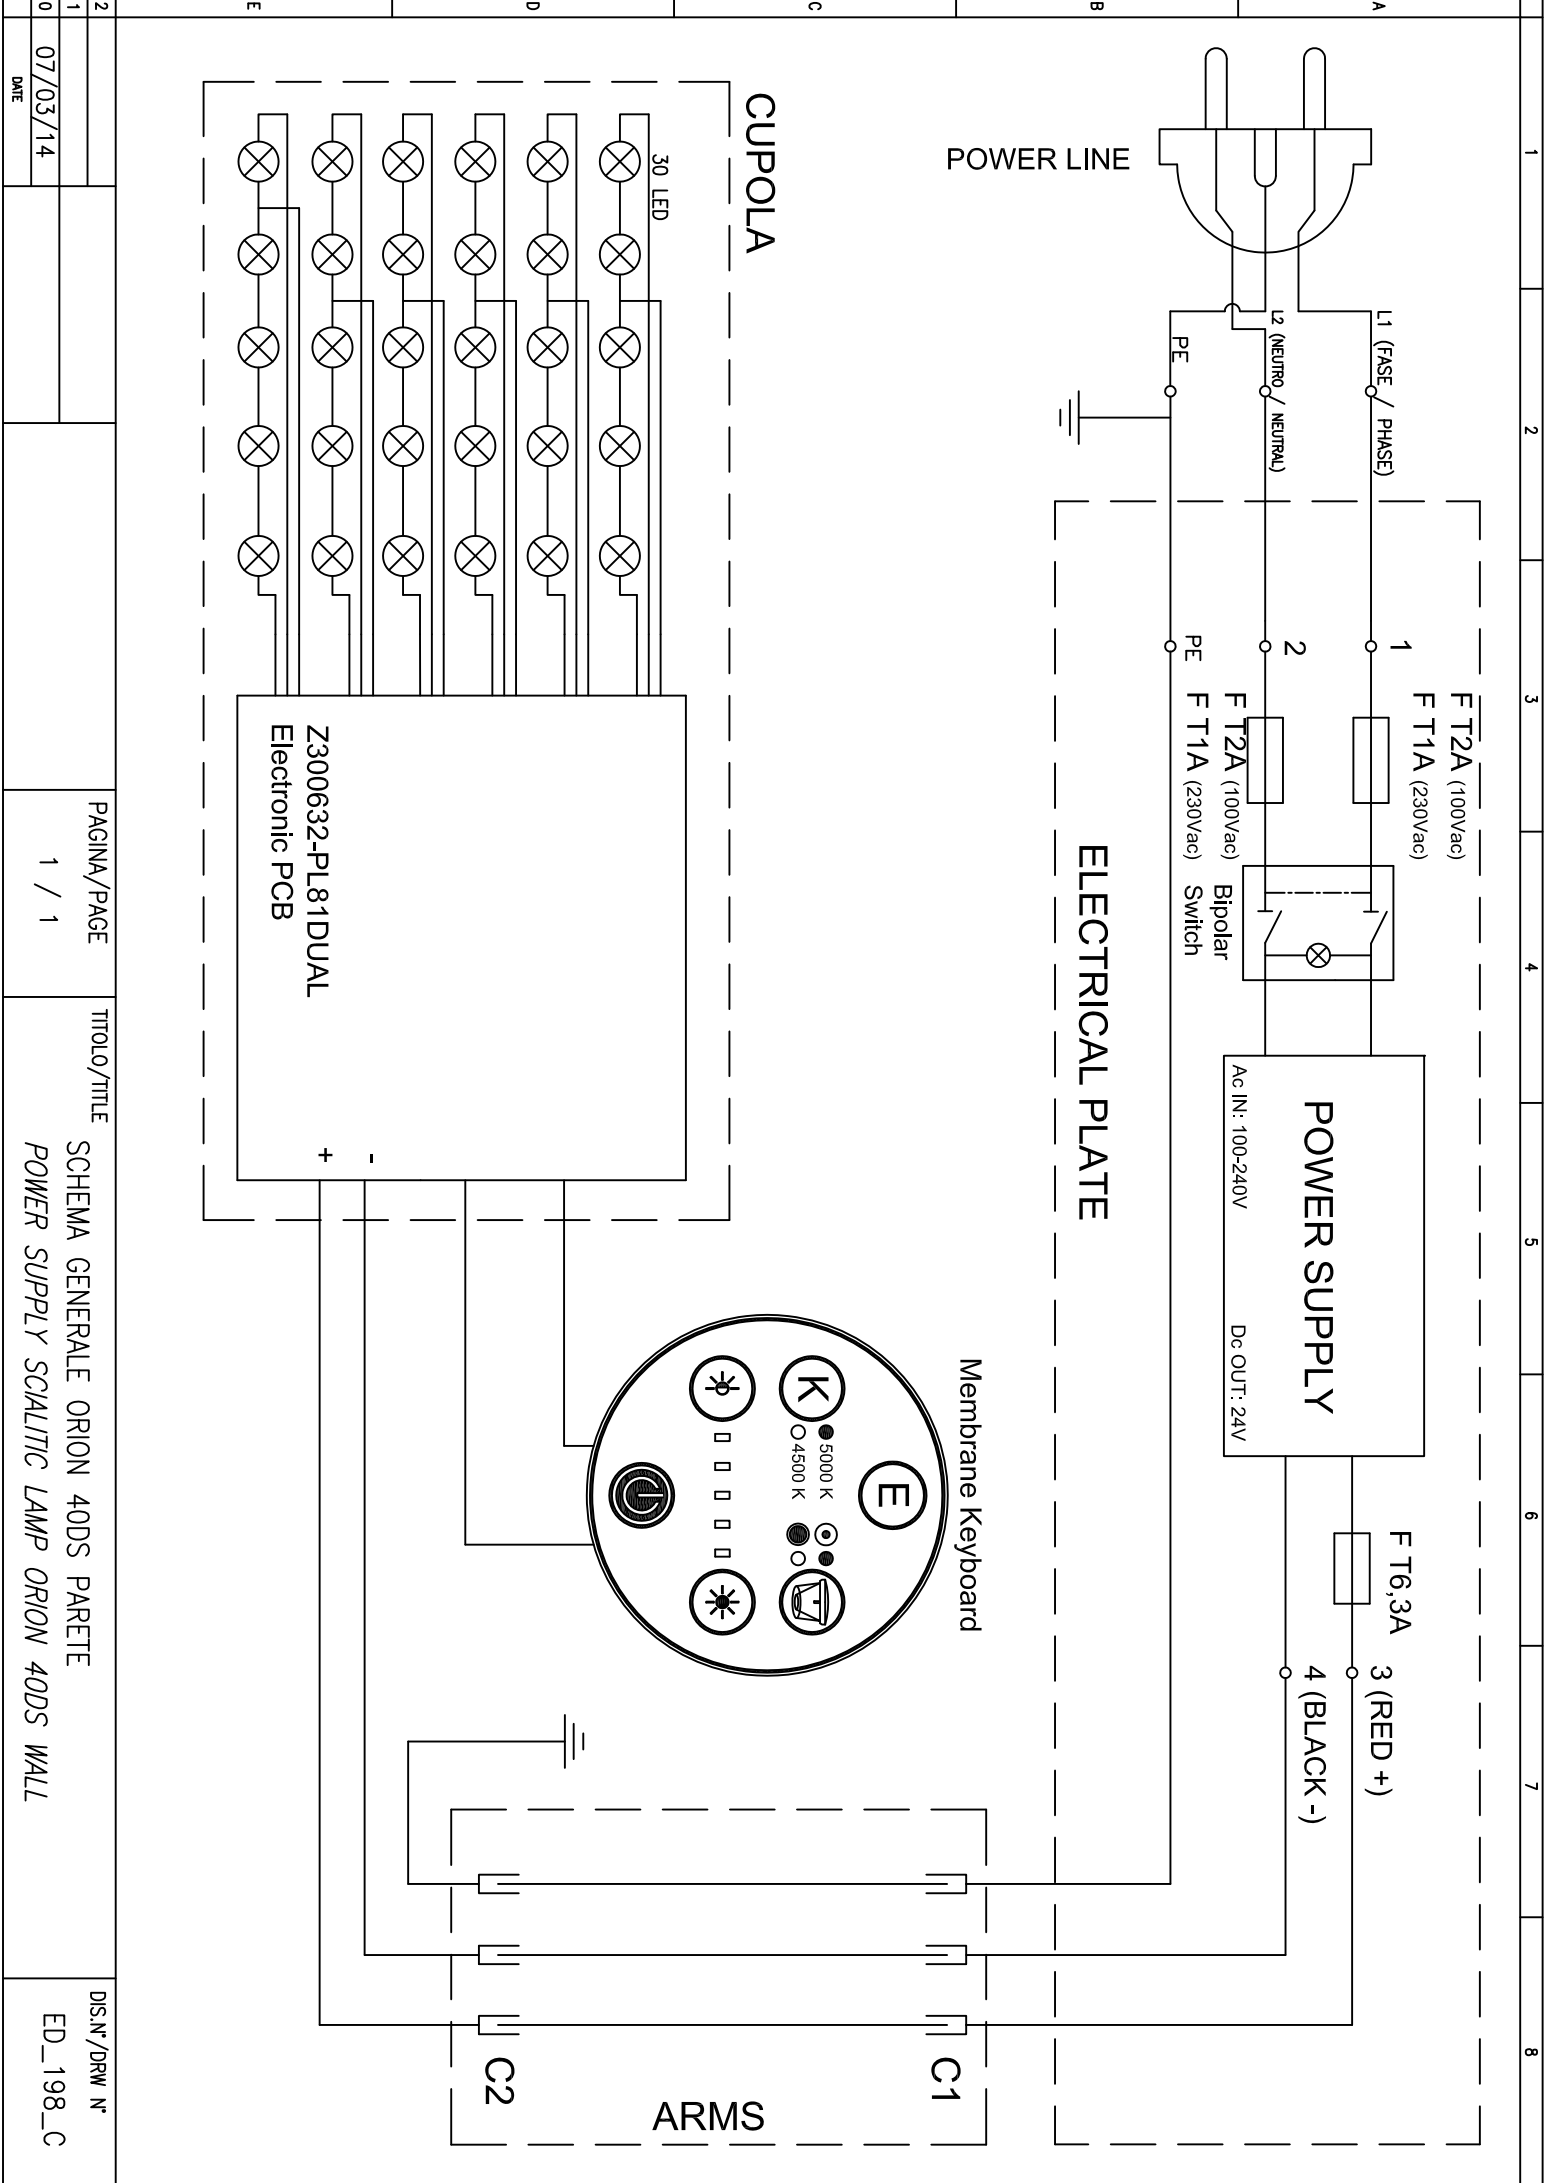 1
2
3
4
5
6
7
8
A
B
C
D
E
POWER LINE
L1 (FASE / PHASE)
L2 (NEUTRO / NEUTRAL)
PE
1
2
PE
F T2A (100Vac)
F T1A (230Vac)
F T2A (100Vac)
F T1A (230Vac)
Bipolar
Switch
POWER SUPPLY
Ac IN: 100-240V
Dc OUT: 24V
F T6,3A
3 (RED +)
4 (BLACK -)
ELECTRICAL PLATE
CUPOLA
30 LED
Z300632-PL81DUAL
Electronic PCB
-
+
Membrane Keyboard
E
K
5000 K
4500 K
C1
C2
ARMS
2
1
0
07/03/14
DATE
PAGINA/PAGE
1 / 1
TITOLO/TITLE
SCHEMA GENERALE ORION 40DS PARETE
POWER SUPPLY SCIALITIC LAMP ORION 40DS WALL
DIS.N°/DRW N°
ED_198_C